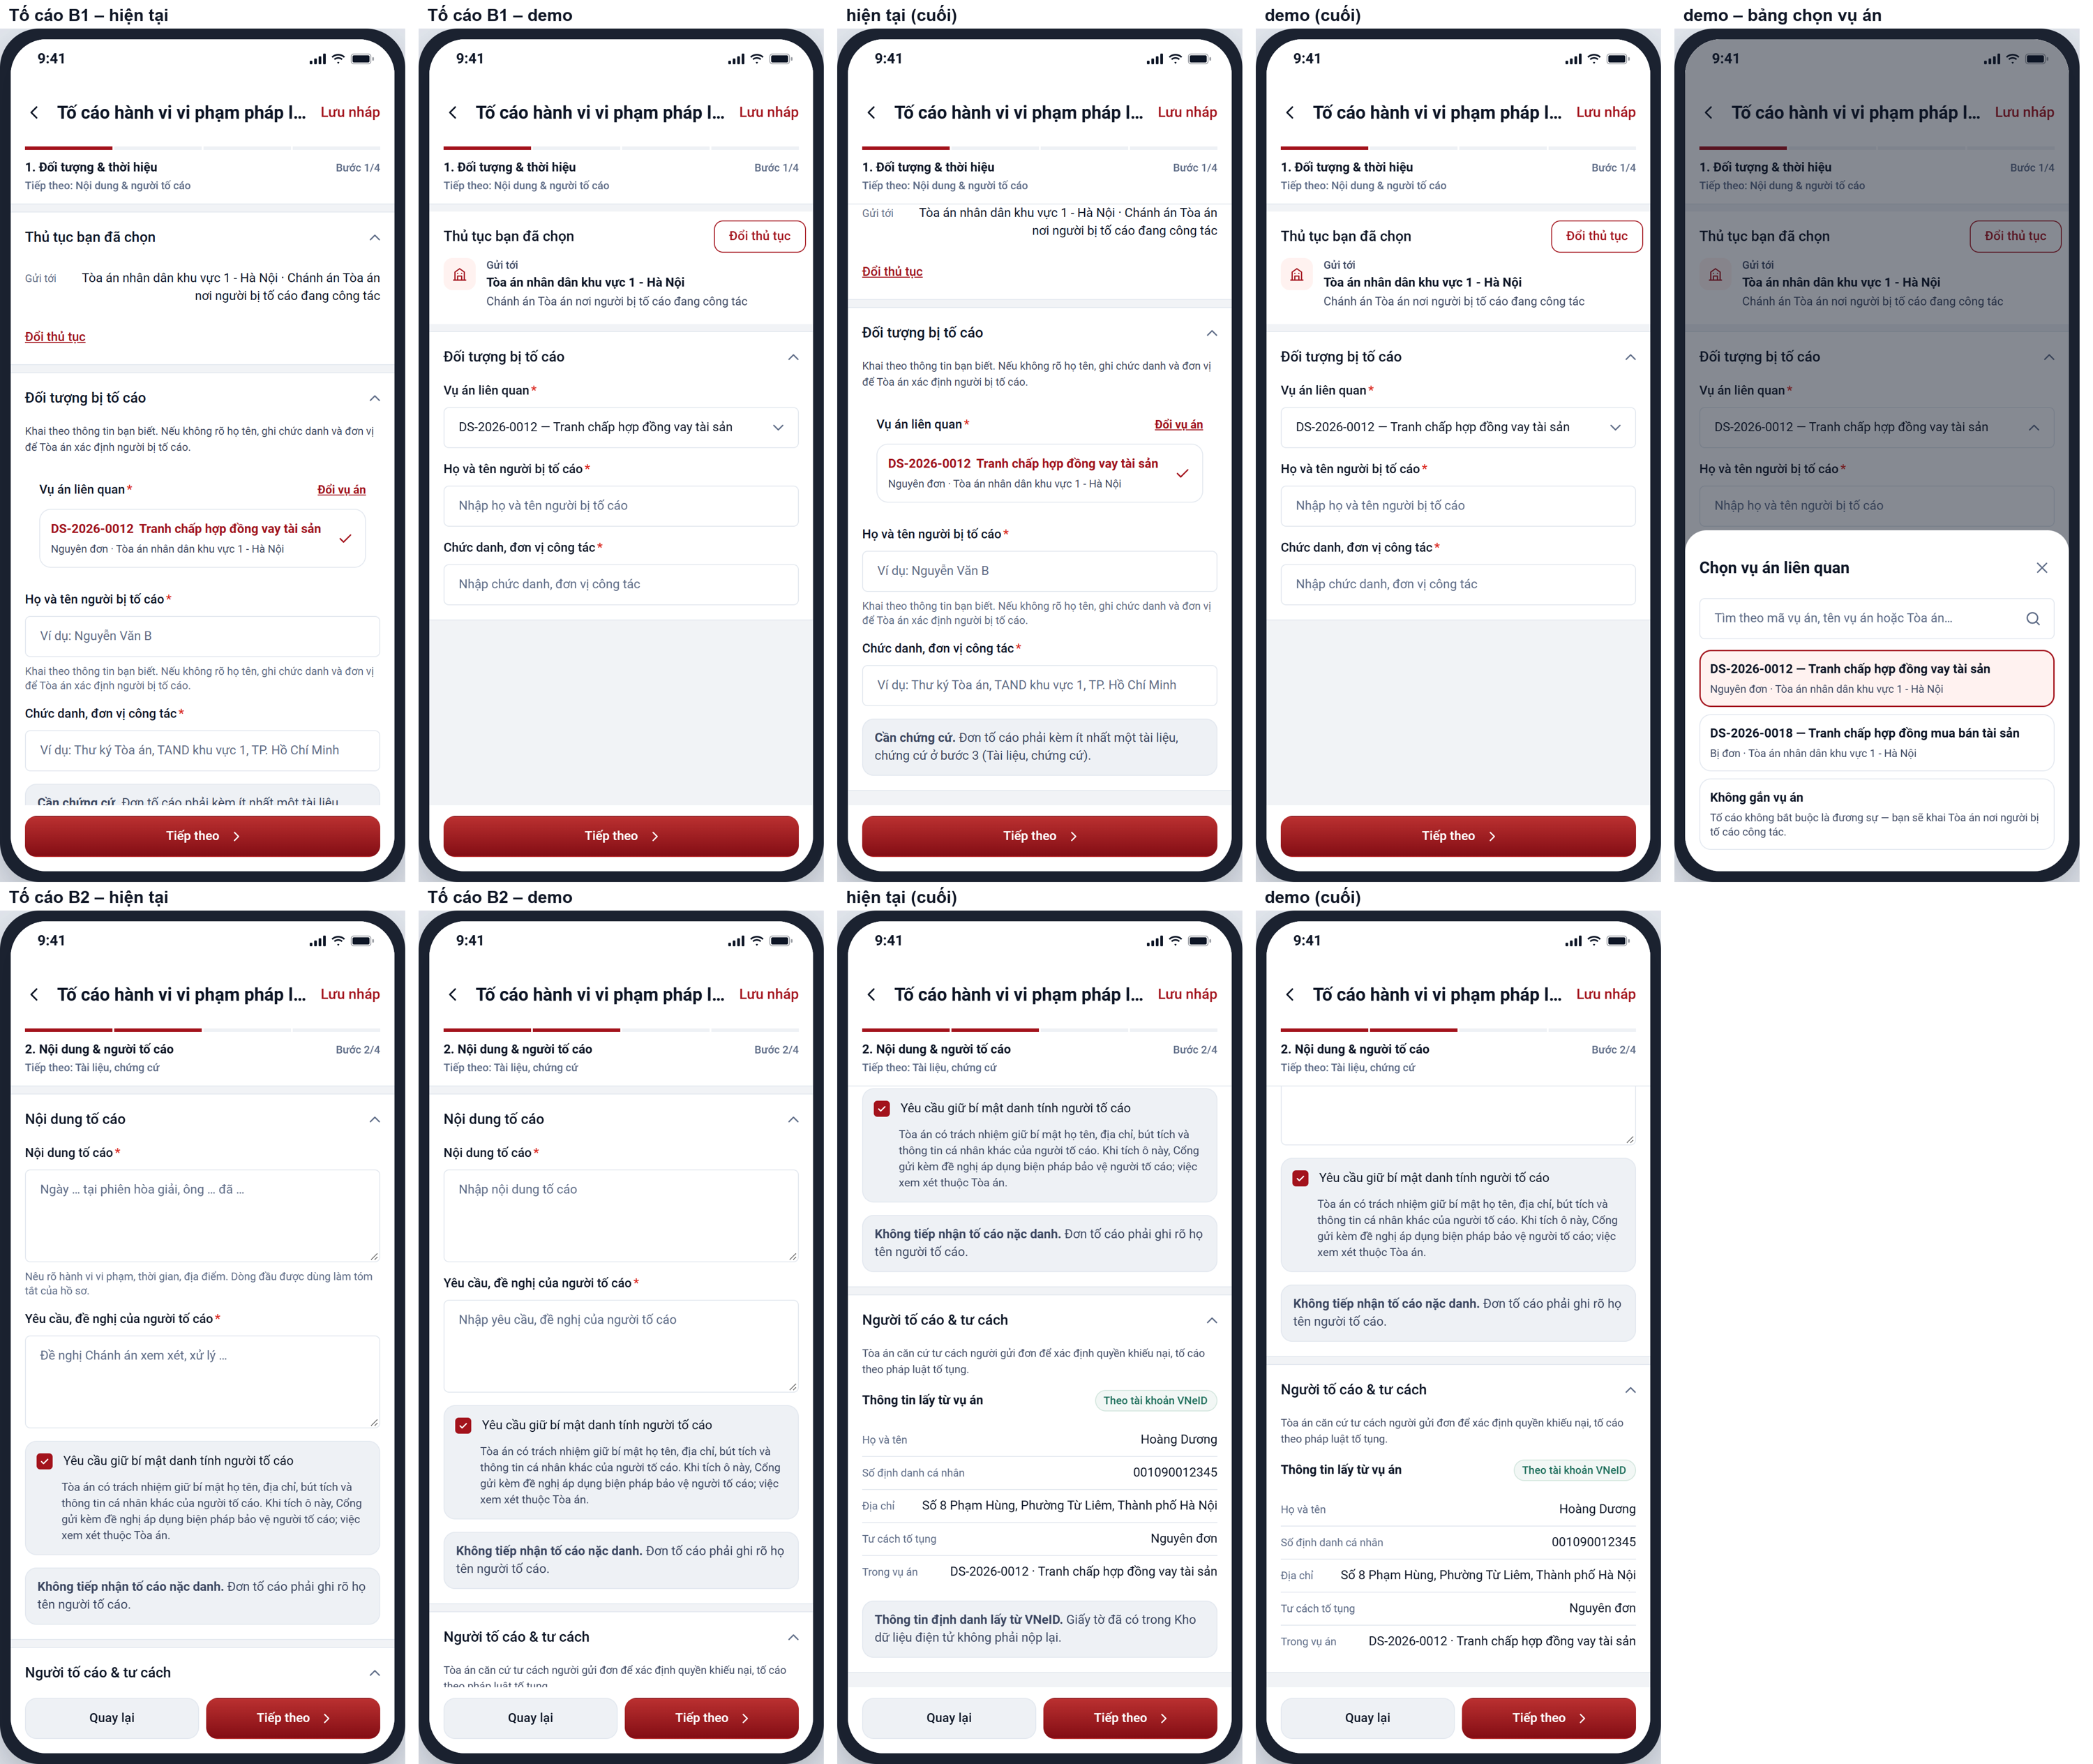 Tố cáo B1 – hiện tại
9:41
Tố cáo hành vi vi phạm pháp l...
Lưu nháp
1. Đối tượng & thời hiệu
Bước 1/4
Tiếp theo: Nội dung & người tố cáo
Thủ tục bạn đã chọn
Gửi tới
Tòa án nhân dân khu vực 1 - Hà Nội · Chánh án Tòa án
nơi người bị tố cáo đang công tác
Đổi thủ tục
Đối tượng bị tố cáo
Khai theo thông tin bạn biết. Nếu không rõ họ tên, ghi chức danh và đơn vị
để Tòa án xác định người bị tố cáo.
Vụ án liên quan*
Đổi vụ án
DS-2026-0012 Tranh chấp hợp đồng vay tài sản
Nguyên đơn · Tòa án nhân dân khu vực 1 - Hà Nội
Họ và tên người bị tố cáo*
Ví dụ: Nguyễn Văn B
Khai theo thông tin bạn biết. Nếu không rõ họ tên, ghi chức danh và đơn vị
để Tòa án xác định người bị tố cáo.
Chức danh, đơn vị công tác*
Ví dụ: Thư ký Tòa án, TAND khu vực 1, TP. Hồ Chí Minh
Cần chứng cứ. Đơn tố cáo phải kèm ít nhất một tài liệu,
Tiếp theo
Tố cáo B1 – demo
9:41
Tố cáo hành vi vi phạm pháp l...
Lưu nháp
1. Đối tượng & thời hiệu
Bước 1/4
Tiếp theo: Nội dung & người tố cáo
Thủ tục bạn đã chọn
Đổi thủ tục
Gửi tới
Tòa án nhân dân khu vực 1 - Hà Nội
Chánh án Tòa án nơi người bị tố cáo đang công tác
Đối tượng bị tố cáo
Vụ án liên quan*
DS-2026-0012 — Tranh chấp hợp đồng vay tài sản
Họ và tên người bị tố cáo*
Nhập họ và tên người bị tố cáo
Chức danh, đơn vị công tác*
Nhập chức danh, đơn vị công tác
Tiếp theo
hiện tại (cuối)
9:41
Tố cáo hành vi vi phạm pháp l...
Lưu nháp
1. Đối tượng & thời hiệu
Bước 1/4
Tiếp theo: Nội dung & người tố cáo
Gửi tới
Tòa án nhân dân khu vực 1 - Hà Nội · Chánh án Tòa án
nơi người bị tố cáo đang công tác
Đổi thủ tục
Đối tượng bị tố cáo
Khai theo thông tin bạn biết. Nếu không rõ họ tên, ghi chức danh và đơn vị
để Tòa án xác định người bị tố cáo.
Vụ án liên quan*
Đổi vụ án
DS-2026-0012 Tranh chấp hợp đồng vay tài sản
Nguyên đơn · Tòa án nhân dân khu vực 1 - Hà Nội
Họ và tên người bị tố cáo*
Ví dụ: Nguyễn Văn B
Khai theo thông tin bạn biết. Nếu không rõ họ tên, ghi chức danh và đơn vị
để Tòa án xác định người bị tố cáo.
Chức danh, đơn vị công tác*
Ví dụ: Thư ký Tòa án, TAND khu vực 1, TP. Hồ Chí Minh
Cần chứng cứ. Đơn tố cáo phải kèm ít nhất một tài liệu,
chứng cứ ở bước 3 (Tài liệu, chứng cứ).
Tiếp theo
demo (cuối)
9:41
Tố cáo hành vi vi phạm pháp l...
Lưu nháp
1. Đối tượng & thời hiệu
Bước 1/4
Tiếp theo: Nội dung & người tố cáo
Thủ tục bạn đã chọn
Đổi thủ tục
Gửi tới
Tòa án nhân dân khu vực 1 - Hà Nội
Chánh án Tòa án nơi người bị tố cáo đang công tác
Đối tượng bị tố cáo
Vụ án liên quan*
DS-2026-0012 — Tranh chấp hợp đồng vay tài sản
Họ và tên người bị tố cáo*
Nhập họ và tên người bị tố cáo
Chức danh, đơn vị công tác*
Nhập chức danh, đơn vị công tác
Tiếp theo
demo – bảng chọn vụ án
9:41
Tố cáo hành vi vi phạm pháp l...
Lưu nháp
1. Đối tượng & thời hiệu
Bước 1/4
Tiếp theo: Nội dung & người tố cáo
Thủ tục bạn đã chọn
Đổi thủ tục
Gửi tới
Tòa án nhân dân khu vực 1 - Hà Nội
Chánh án Tòa án nơi người bị tố cáo đang công tác
Đối tượng bị tố cáo
Vụ án liên quan*
DS-2026-0012 — Tranh chấp hợp đồng vay tài sản
Họ và tên người bị tố cáo*
Nhập họ và tên người bị tố cáo
Chọn vụ án liên quan
Tìm theo mã vụ án, tên vụ án hoặc Tòa án...
DS-2026-0012 — Tranh chấp hợp đồng vay tài sản
Nguyên đơn · Tòa án nhân dân khu vực 1 - Hà Nội
DS-2026-0018 — Tranh chấp hợp đồng mua bán tài sản
Bị đơn · Tòa án nhân dân khu vực 1 - Hà Nội
Không gắn vụ án
Tố cáo không bắt buộc là đương sự — bạn sẽ khai Tòa án nơi người bị
tố cáo công tác.
Tố cáo B2 – hiện tại
9:41
Tố cáo hành vi vi phạm pháp l...
Lưu nháp
2. Nội dung & người tố cáo
Bước 2/4
Tiếp theo: Tài liệu, chứng cứ
Nội dung tố cáo
Nội dung tố cáo*
Ngày ... tại phiên hòa giải, ông ... đã ...
Nêu rõ hành vi vi phạm, thời gian, địa điểm. Dòng đầu được dùng làm tóm
tắt của hồ sơ.
Yêu cầu, đề nghị của người tố cáo*
Đề nghị Chánh án xem xét, xử lý ...
Yêu cầu giữ bí mật danh tính người tố cáo
Tòa án có trách nhiệm giữ bí mật họ tên, địa chỉ, bút tích và
thông tin cá nhân khác của người tố cáo. Khi tích ô này, Cổng
gửi kèm đề nghị áp dụng biện pháp bảo vệ người tố cáo; việc
xem xét thuộc Tòa án.
Không tiếp nhận tố cáo nặc danh. Đơn tố cáo phải ghi rõ họ
tên người tố cáo.
Người tố cáo & tư cách
Quay lại
Tiếp theo
Tố cáo B2 – demo
9:41
Tố cáo hành vi vi phạm pháp l...
Lưu nháp
2. Nội dung & người tố cáo
Bước 2/4
Tiếp theo: Tài liệu, chứng cứ
Nội dung tố cáo
Nội dung tố cáo*
Nhập nội dung tố cáo
Yêu cầu, đề nghị của người tố cáo*
Nhập yêu cầu, đề nghị của người tố cáo
Yêu cầu giữ bí mật danh tính người tố cáo
Tòa án có trách nhiệm giữ bí mật họ tên, địa chỉ, bút tích và
thông tin cá nhân khác của người tố cáo. Khi tích ô này, Cổng
gửi kèm đề nghị áp dụng biện pháp bảo vệ người tố cáo; việc
xem xét thuộc Tòa án.
Không tiếp nhận tố cáo nặc danh. Đơn tố cáo phải ghi rõ họ
tên người tố cáo.
Người tố cáo & tư cách
Tòa án căn cứ tư cách người gửi đơn để xác định quyền khiếu nại, tố cáo
theo pháp luật tố tụng.
Quay lại
Tiếp theo
hiện tại (cuối)
9:41
Tố cáo hành vi vi phạm pháp l...
Lưu nháp
2. Nội dung & người tố cáo
Bước 2/4
Tiếp theo: Tài liệu, chứng cứ
Yêu cầu giữ bí mật danh tính người tố cáo
Tòa án có trách nhiệm giữ bí mật họ tên, địa chỉ, bút tích và
thông tin cá nhân khác của người tố cáo. Khi tích ô này, Cổng
gửi kèm đề nghị áp dụng biện pháp bảo vệ người tố cáo; việc
xem xét thuộc Tòa án.
Không tiếp nhận tố cáo nặc danh. Đơn tố cáo phải ghi rõ họ
tên người tố cáo.
Người tố cáo & tư cách
Tòa án căn cứ tư cách người gửi đơn để xác định quyền khiếu nại, tố cáo
theo pháp luật tố tụng.
Thông tin lấy từ vụ án
Theo tài khoản VNeID
Họ và tên
Hoàng Dương
Số định danh cá nhân
001090012345
Địa chỉ
Số 8 Phạm Hùng, Phường Từ Liêm, Thành phố Hà Nội
Tư cách tố tụng
Nguyên đơn
Trong vụ án
DS-2026-0012 · Tranh chấp hợp đồng vay tài sản
Thông tin định danh lấy từ VNeID. Giấy tờ đã có trong Kho
dữ liệu điện tử không phải nộp lại.
Quay lại
Tiếp theo
demo (cuối)
9:41
Tố cáo hành vi vi phạm pháp l...
Lưu nháp
2. Nội dung & người tố cáo
Bước 2/4
Tiếp theo: Tài liệu, chứng cứ
Yêu cầu giữ bí mật danh tính người tố cáo
Tòa án có trách nhiệm giữ bí mật họ tên, địa chỉ, bút tích và
thông tin cá nhân khác của người tố cáo. Khi tích ô này, Cổng
gửi kèm đề nghị áp dụng biện pháp bảo vệ người tố cáo; việc
xem xét thuộc Tòa án.
Không tiếp nhận tố cáo nặc danh. Đơn tố cáo phải ghi rõ họ
tên người tố cáo.
Người tố cáo & tư cách
Tòa án căn cứ tư cách người gửi đơn để xác định quyền khiếu nại, tố cáo
theo pháp luật tố tụng.
Thông tin lấy từ vụ án
Theo tài khoản VNeID
Họ và tên
Hoàng Dương
Số định danh cá nhân
001090012345
Địa chỉ
Số 8 Phạm Hùng, Phường Từ Liêm, Thành phố Hà Nội
Tư cách tố tụng
Nguyên đơn
Trong vụ án
DS-2026-0012 · Tranh chấp hợp đồng vay tài sản
Quay lại
Tiếp theo